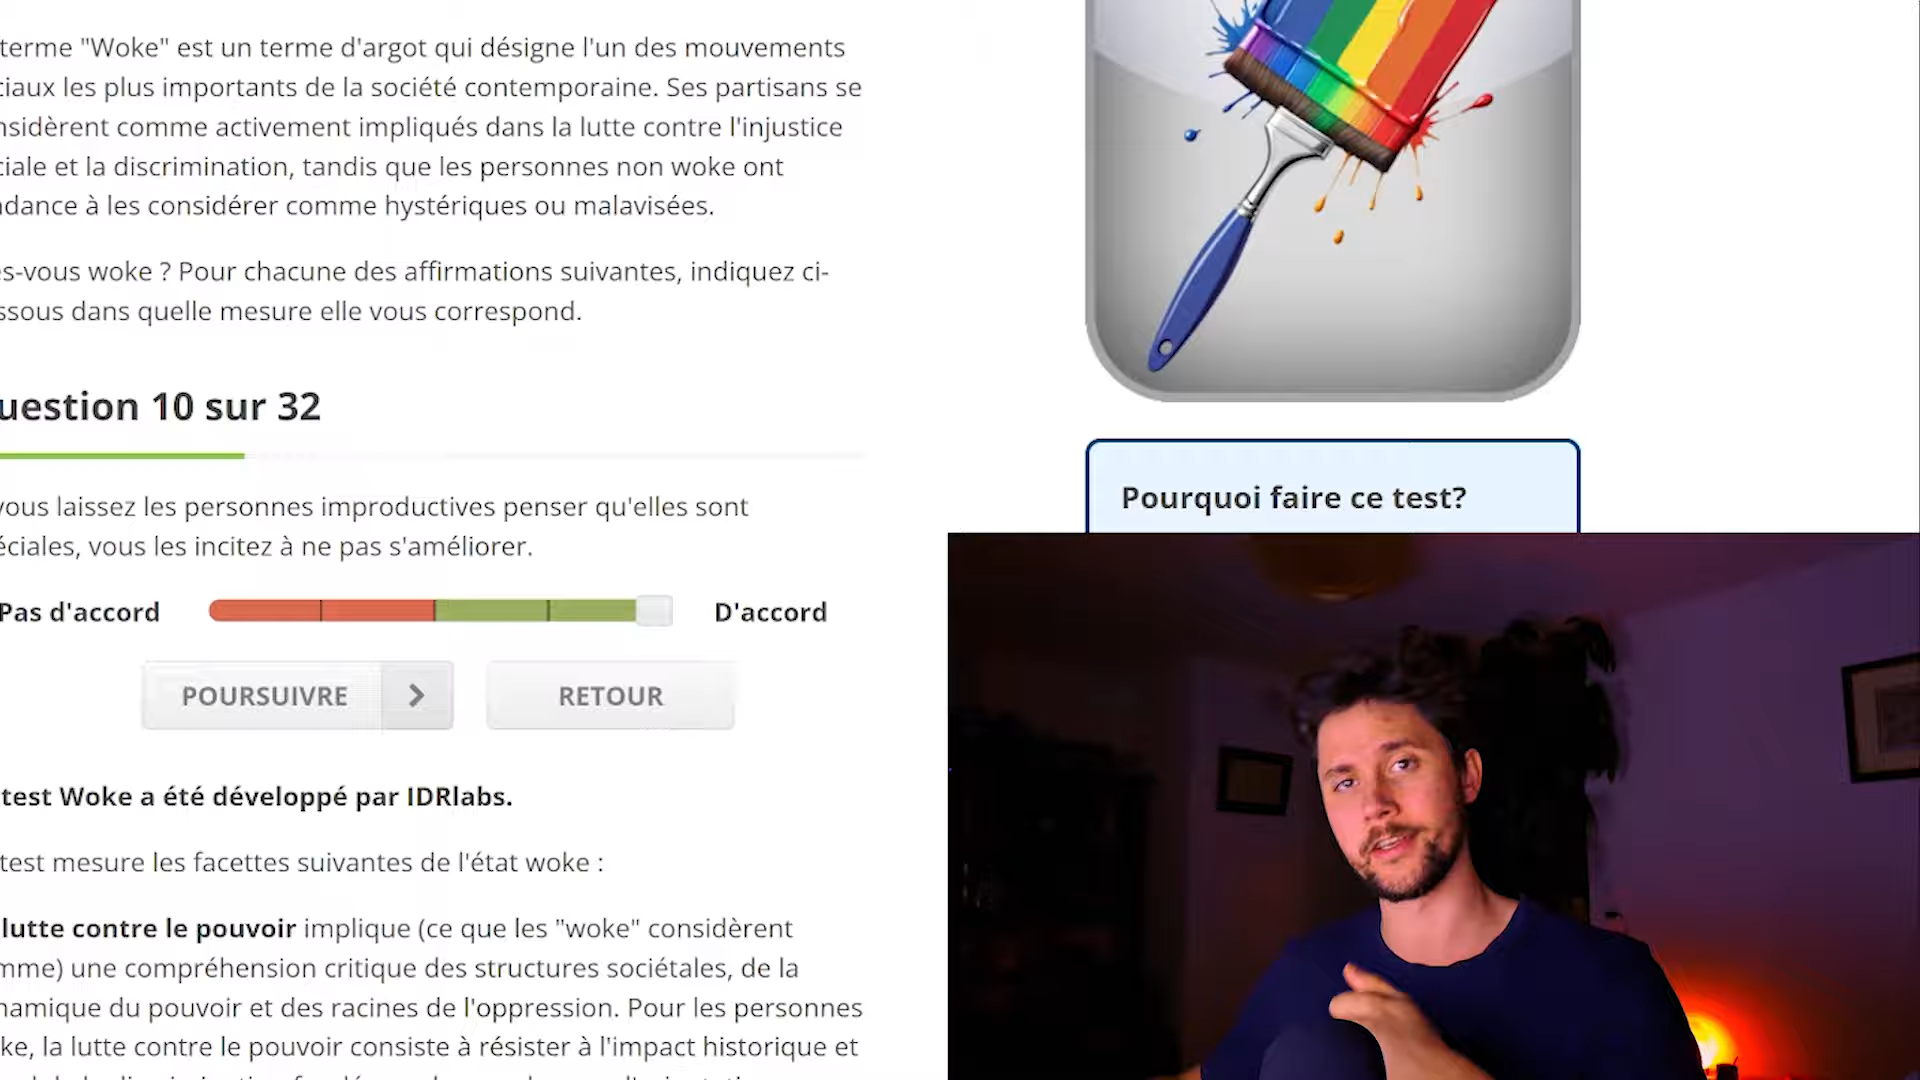 terme "Woke" est un terme d'argot qui désigne l'un des mouvements
ciaux les plus importants de la société contemporaine. Ses partisans se
nsidèrent comme activement impliqués dans la lutte contre l'injustice
ciale et la discrimination, tandis que les personnes non woke ont
ndance à les considérer comme hystériques ou malavisées.
es-vous woke ? Pour chacune des affirmations suivantes, indiquez ci-
ssous dans quelle mesure elle vous correspond.
uestion 10 sur 32
vous laissez les personnes improductives penser qu'elles sont
éciales, vous les incitez à ne pas s'améliorer.
Pas d'accord
D'accord
POURSUIVRE
RETOUR
test Woke a été développé par IDRlabs.
test mesure les facettes suivantes de l'état woke :
lutte contre le pouvoir implique (ce que les "woke" considèrent
mme) une compréhension critique des structures sociétales, de la
namique du pouvoir et des racines de l'oppression. Pour les personnes
ke, la lutte contre le pouvoir consiste à résister à l'impact historique et
Pourquoi faire ce test?